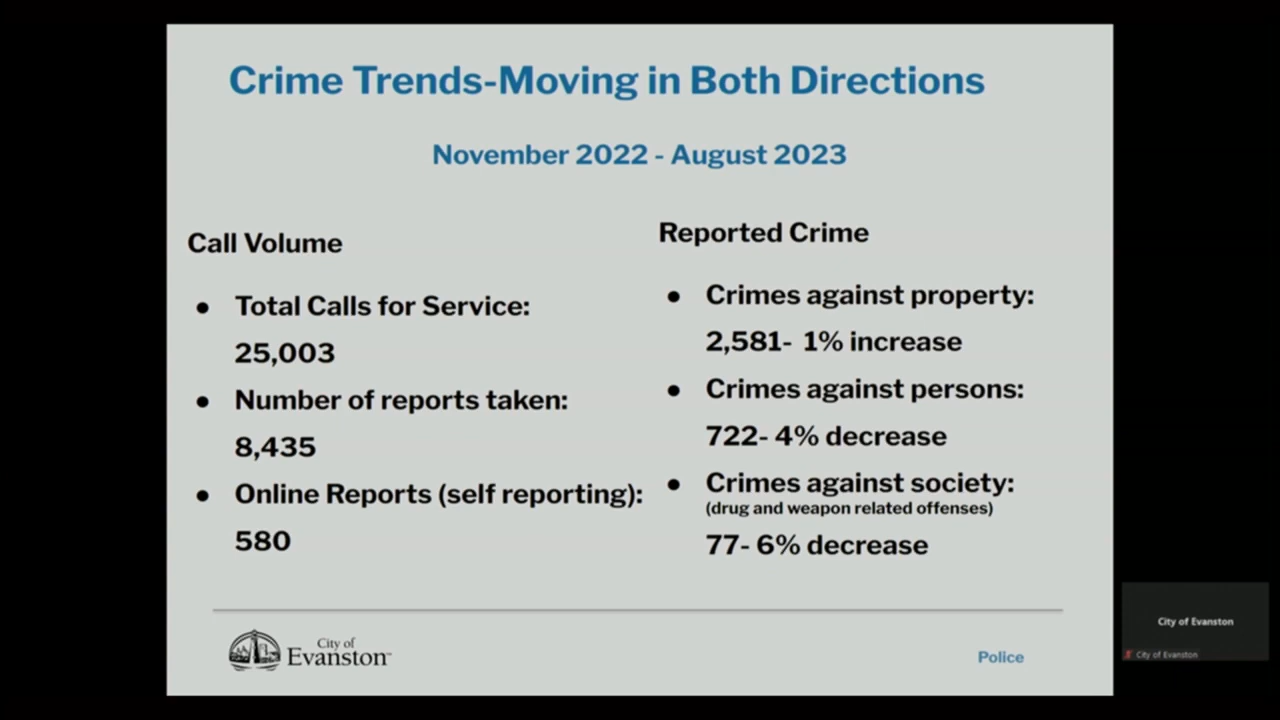 Crime Trends-Moving in Both Directions
November 2022 - August 2023
Call Volume
● Total Calls for Service:
25,003
● Number of reports taken:
8,435
● Online Reports (self reporting):
580
Reported Crime
● Crimes against property:
2,581- 1% increase
● Crimes against persons:
722- 4% decrease
● Crimes against society:
(drug and weapon related offenses)
77- 6% decrease
City of
Evanston™
Police
City of Evanston
City of Evanston